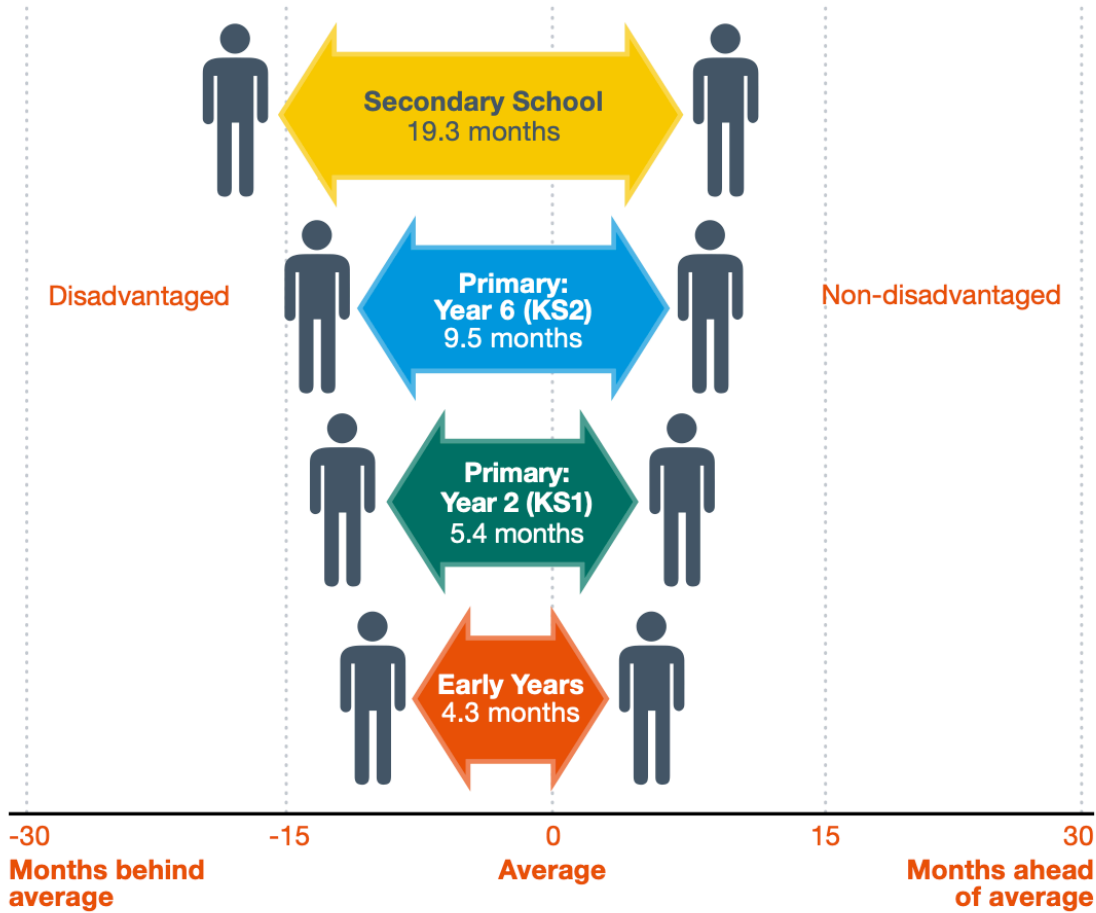 Secondary School
19.3 months
Disadvantaged
Primary:
Year 6 (KS2)
9.5 months
Non-disadvantaged
Primary:
Year 2 (KS1)
5.4 months
Early Years
4.3 months
-30
-15
0
15
30
Months behind
average
Average
Months ahead
of average